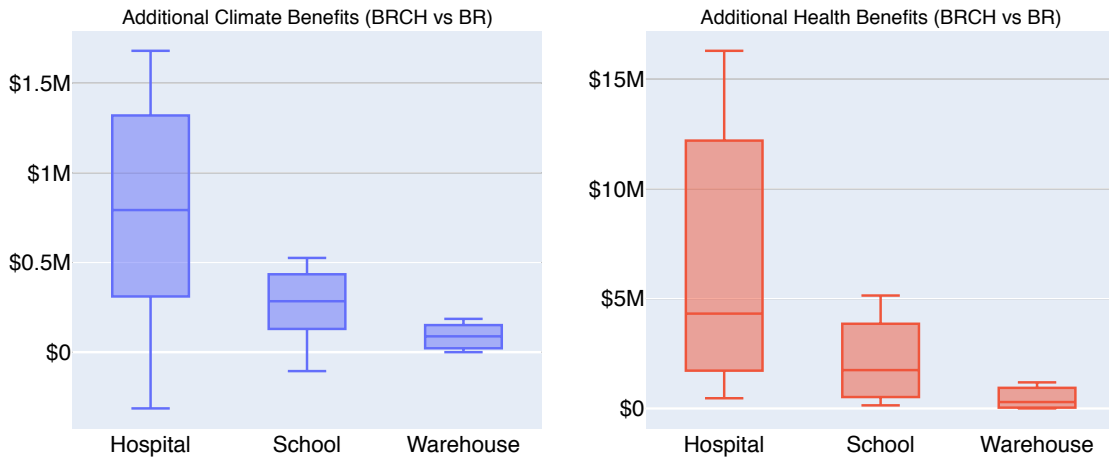 Additional Climate Benefits (BRCH vs BR)
$1.5M
$1M
$0.5M
$0
Hospital School Warehouse
Additional Health Benefits (BRCH vs BR)
$15M
$10M
$5M
$0
Hospital School Warehouse